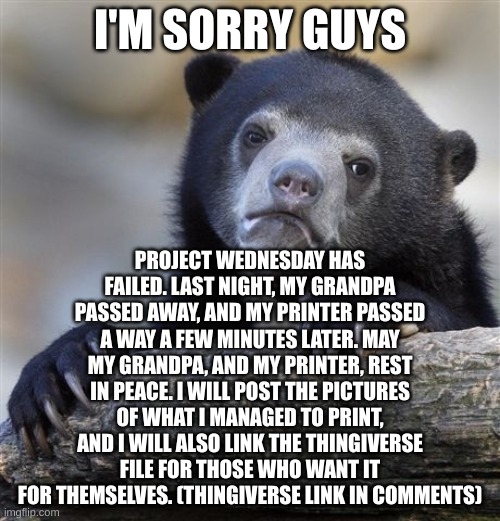 I'M SORRY GUYS
PROJECT WEDNESDAY HAS
FAILED. LAST NIGHT, MY GRANDPA
PASSED AWAY, AND MY PRINTER PASSED
A WAY A FEW MINUTES LATER. MAY
MY GRANDPA, AND MY PRINTER, REST
IN PEACE. I WILL POST THE PICTURES
OF WHAT I MANAGED TO PRINT,
AND I WILL ALSO LINK THE THINGIVERSE
FILE FOR THOSE WHO WANT IT
FOR THEMSELVES. (THINGIVERSE LINK IN COMMENTS)
imgflip.com